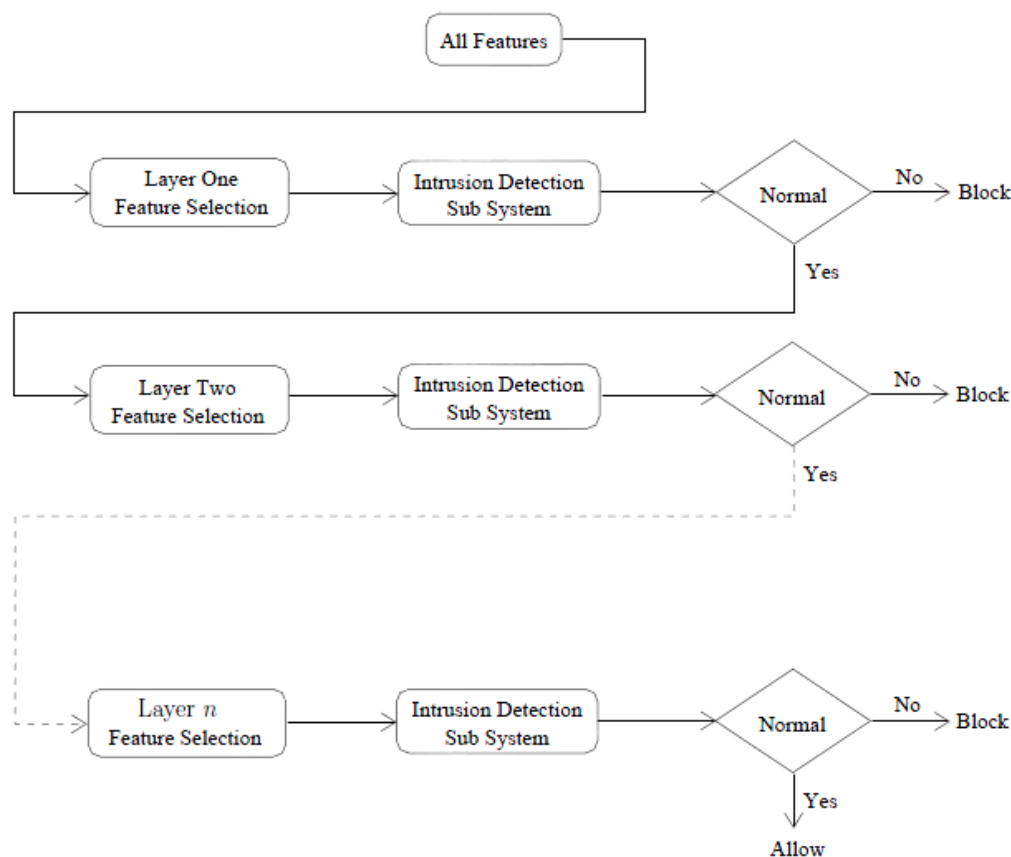 All Features
Layer One
Feature Selection
Intrusion Detection
Sub System
Normal
No
Block
Yes
Layer Two
Feature Selection
Intrusion Detection
Sub System
Normal
No
Block
Yes
Layer n
Feature Selection
Intrusion Detection
Sub System
Normal
No
Block
Yes
Allow